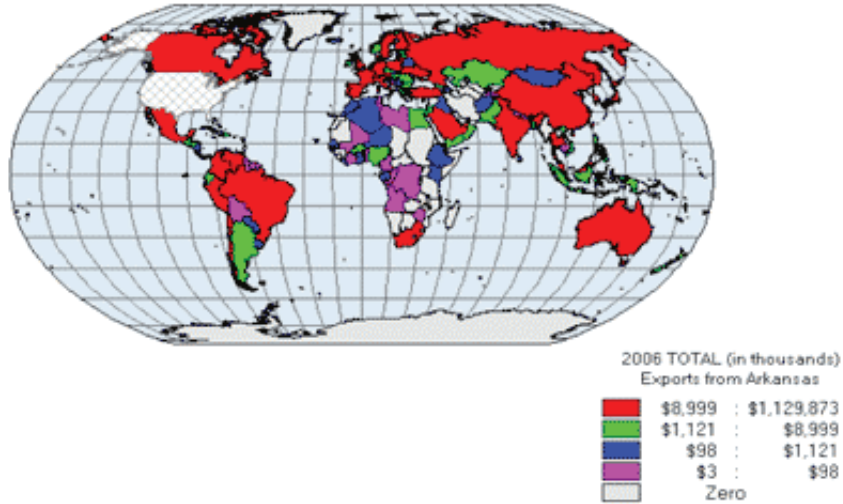 2006 TOTAL (in thousands)
Exports from Arkansas
$8,999 : $1,129,873
$1,121 : $8,999
$98 : $1,121
$3 : $98
Zero